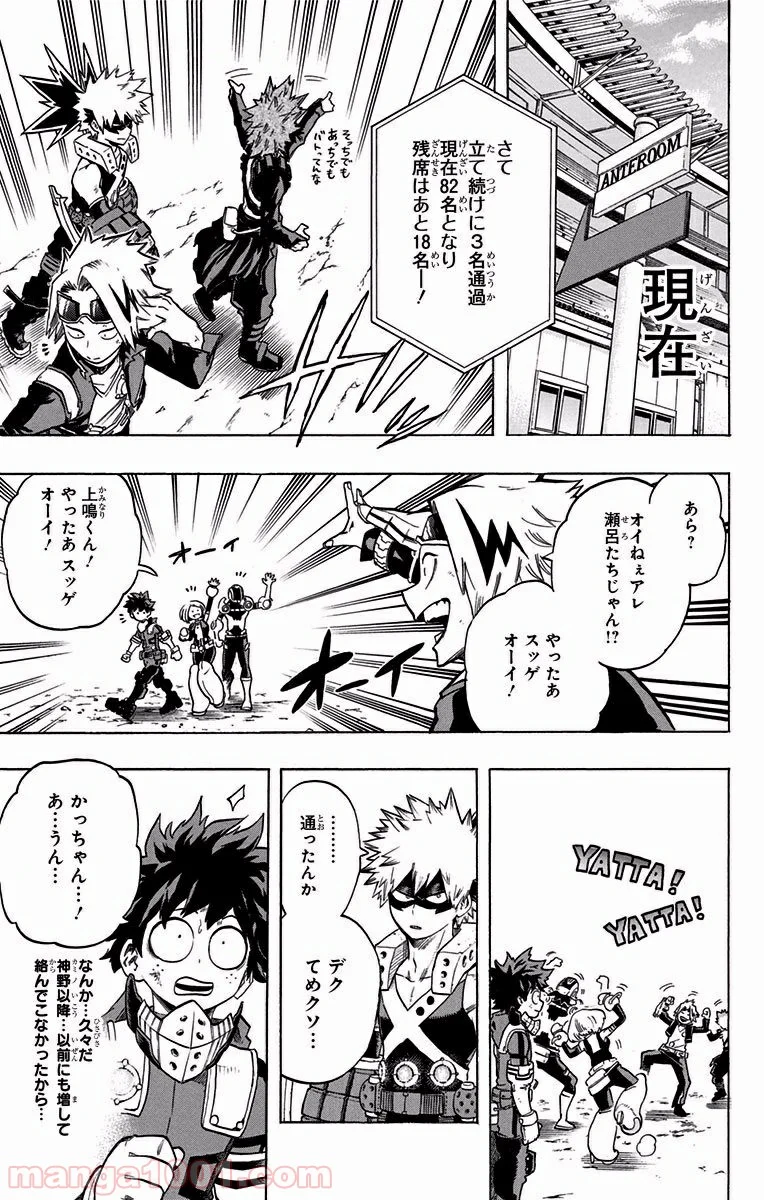 ANTEROOM
げんざい
現在
さて
立て続けに3名通過
現在82名となり
残席はあと18名ー!
そっちでも
あっちでも
バトってんな
あら?
オイねぇアレ
瀬呂たちじゃん!?
やったあ
スッゲ
オーイ!
オーイ
オーイ
上鳴くん!
やったあスッゲ
オーイ!
YATTA!
YATTA!
………
通ったんか
デク
てめクソ…
かっちゃん…!
あ…うん…
なんか…久々だ
神野以降…以前にも増して
絡んでこなかったから…
manga1001.com